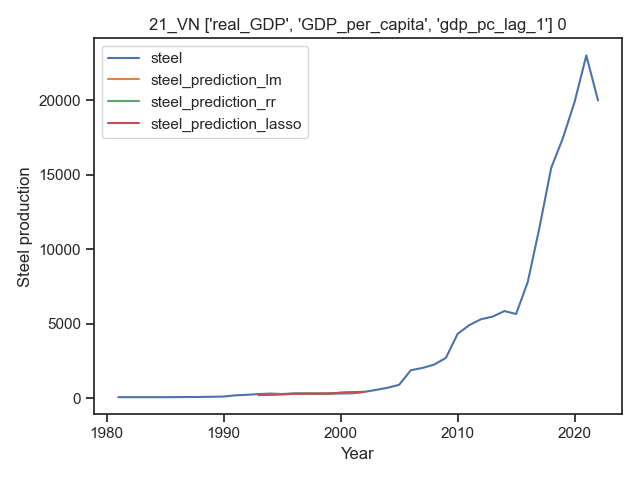 21_VN ['real_GDP', 'GDP_per_capita', 'gdp_pc_lag_1'] 0
steel
steel_prediction_lm
steel_prediction_rr
steel_prediction_lasso
Steel production
20000
15000
10000
5000
0
1980
1990
2000
2010
2020
Year